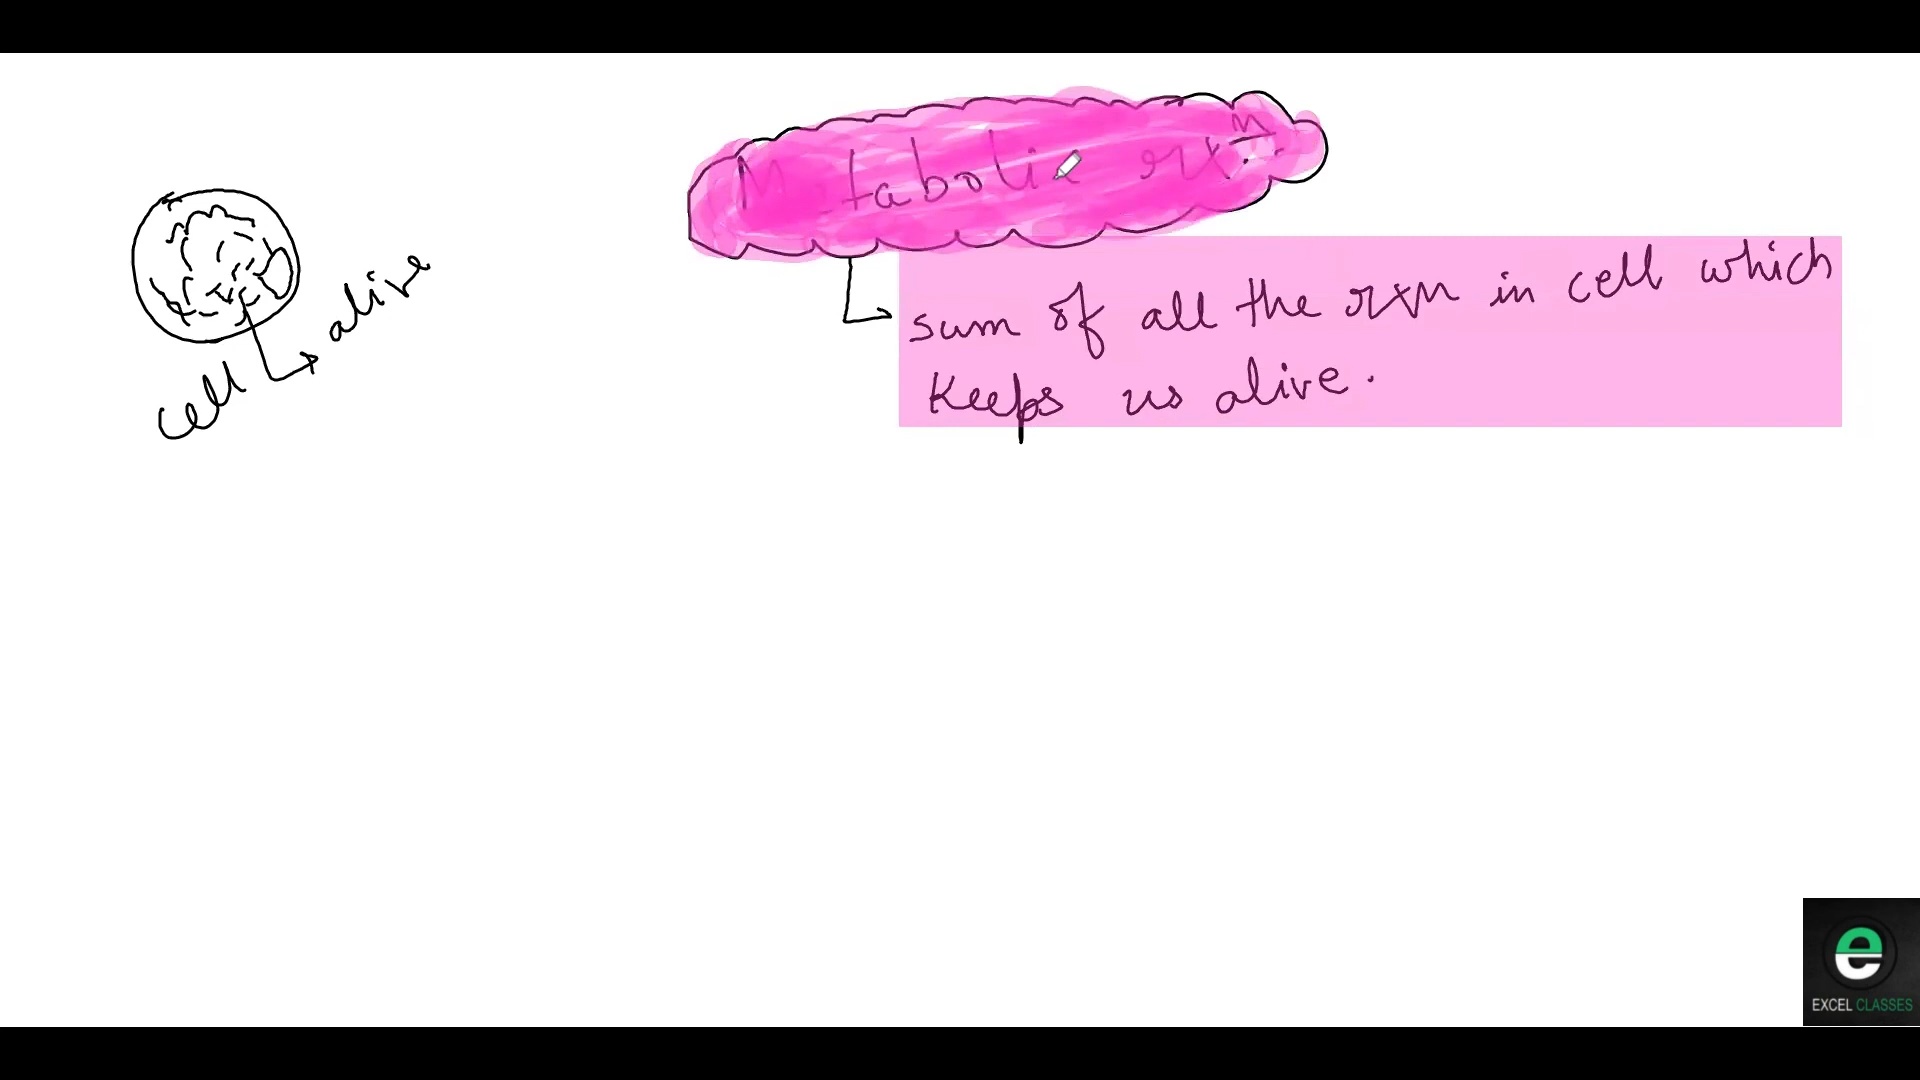 Metabolic rxn.
alive
cell
sum of all the rxn in cell which
keeps us alive.
e
EXCEL CLASSES